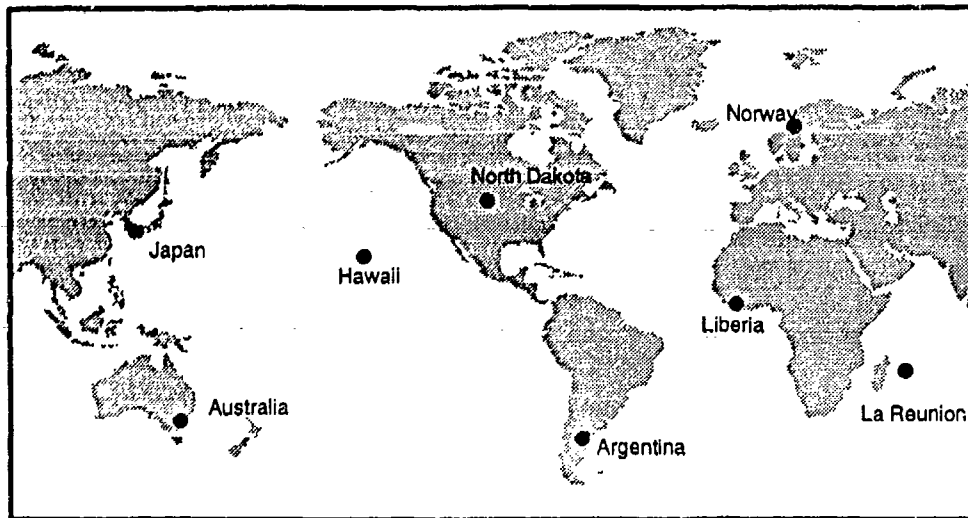 Norway
North Dakota
Japan
Hawaii
Liberia
Australia
La Reunion
Argentina